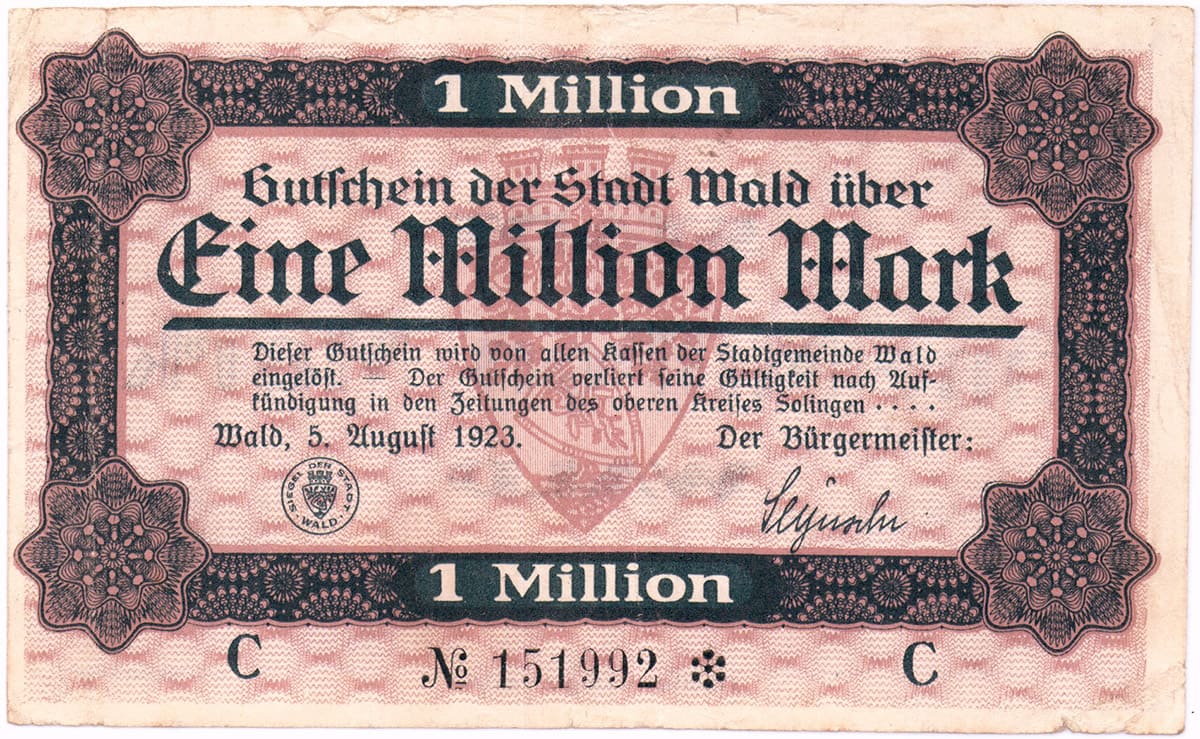 1 Million
Gutschein der Stadt Wald über
Eine Million Mark
Dieser Gutschein wird von allen Kassen der Stadtgemeinde Wald
eingelöst. — Der Gutschein verliert seine Gültigkeit nach Auf-
kündigung in den Zeitungen des oberen Kreises Solingen . . . .
Wald, 5. August 1923.
Der Bürgermeister:
SIEGEL DER STADT
WALD
1 Million
C
C
№ 151992